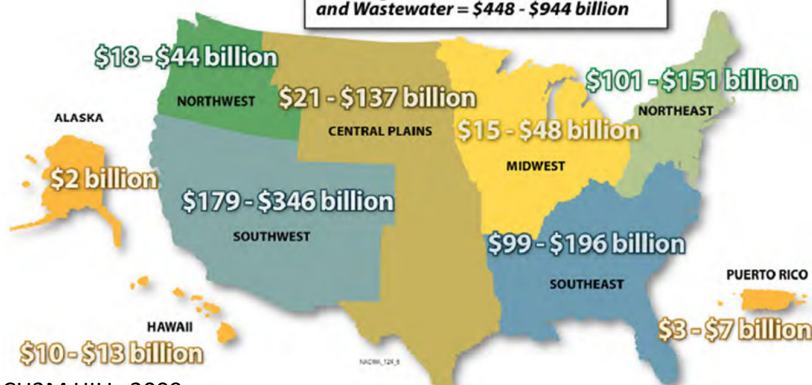 and Wastewater = $448 - $944 billion
$18 - $44 billion
NORTHWEST
$21 - $137 billion
CENTRAL PLAINS
$101 - $151 billion
NORTHEAST
$15 - $48 billion
MIDWEST
ALASKA
$2 billion
$179 - $346 billion
SOUTHWEST
$99 - $196 billion
SOUTHEAST
PUERTO RICO
$3 - $7 billion
HAWAII
$10 - $13 billion